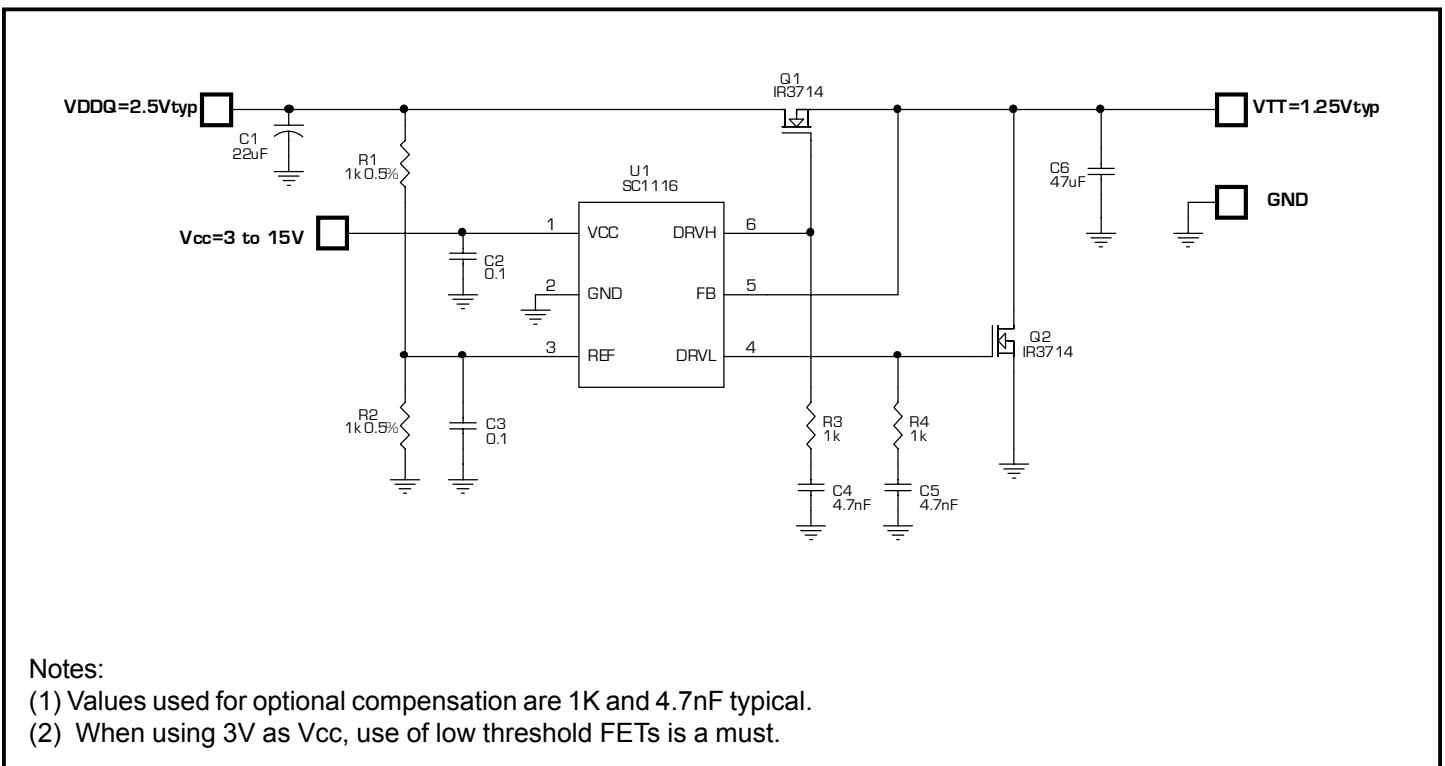 Q1
IR3714
VDDQ=2.5Vtyp
VTT=1.25Vtyp
C1
22uF
R1
1k 0.5%
U1
SC1116
C6
47uF
GND
Vcc=3 to 15V
1
VCC
DRVH
6
C2
0.1
2
GND
FB
5
Q2
IR3714
3
REF
DRVL
4
R2
1k 0.5%
C3
0.1
R3
1k
R4
1k
C4
4.7nF
C5
4.7nF
Notes:
(1) Values used for optional compensation are 1K and 4.7nF typical.
(2) When using 3V as Vcc, use of low threshold FETs is a must.